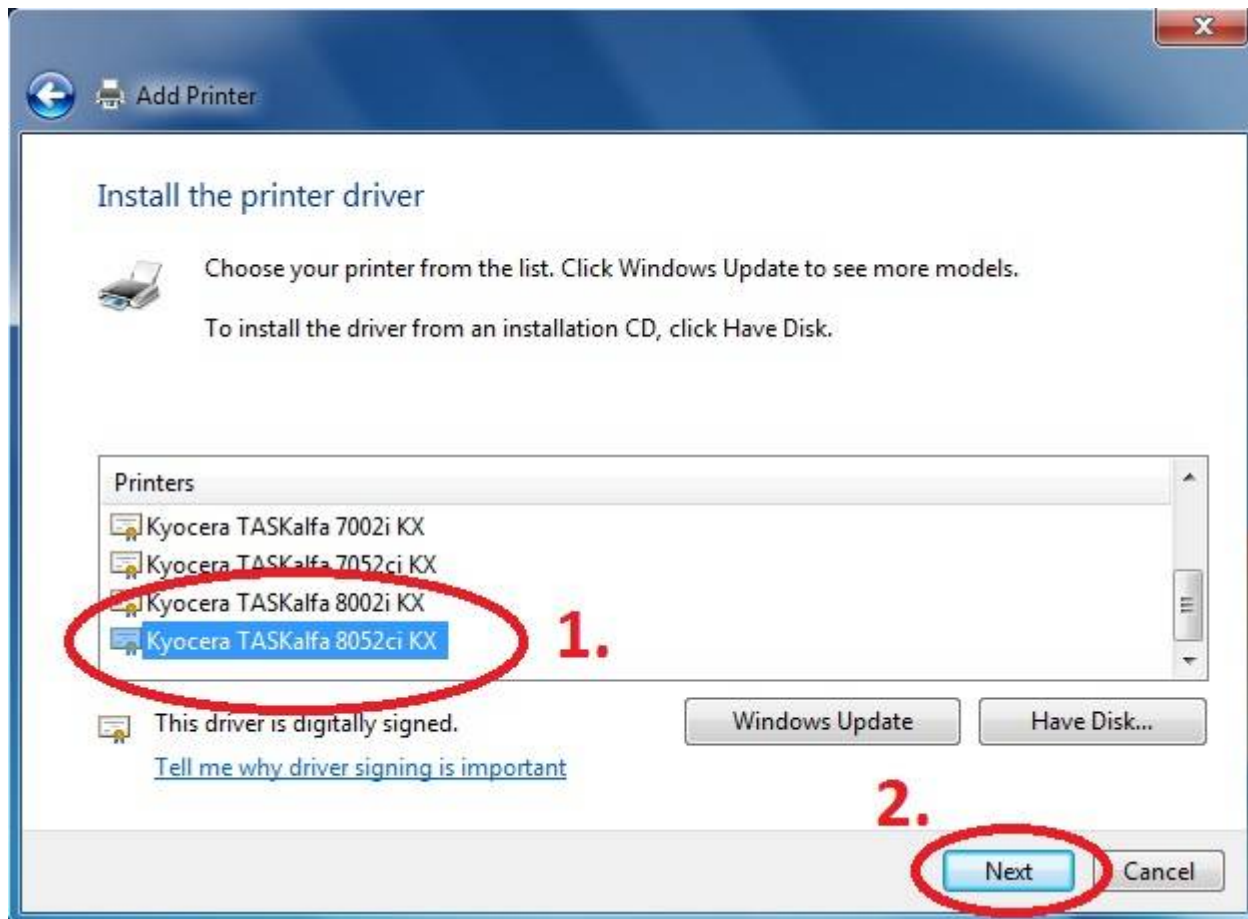 Add Printer
Install the printer driver
Choose your printer from the list. Click Windows Update to see more models.
To install the driver from an installation CD, click Have Disk.
Printers
Kyocera TASKalfa 7002i KX
Kyocera TASKalfa 7052ci KX
Kyocera TASKalfa 8002i KX
Kyocera TASKalfa 8052ci KX
1.
This driver is digitally signed.
Windows Update
Have Disk...
Tell me why driver signing is important
2.
Next
Cancel